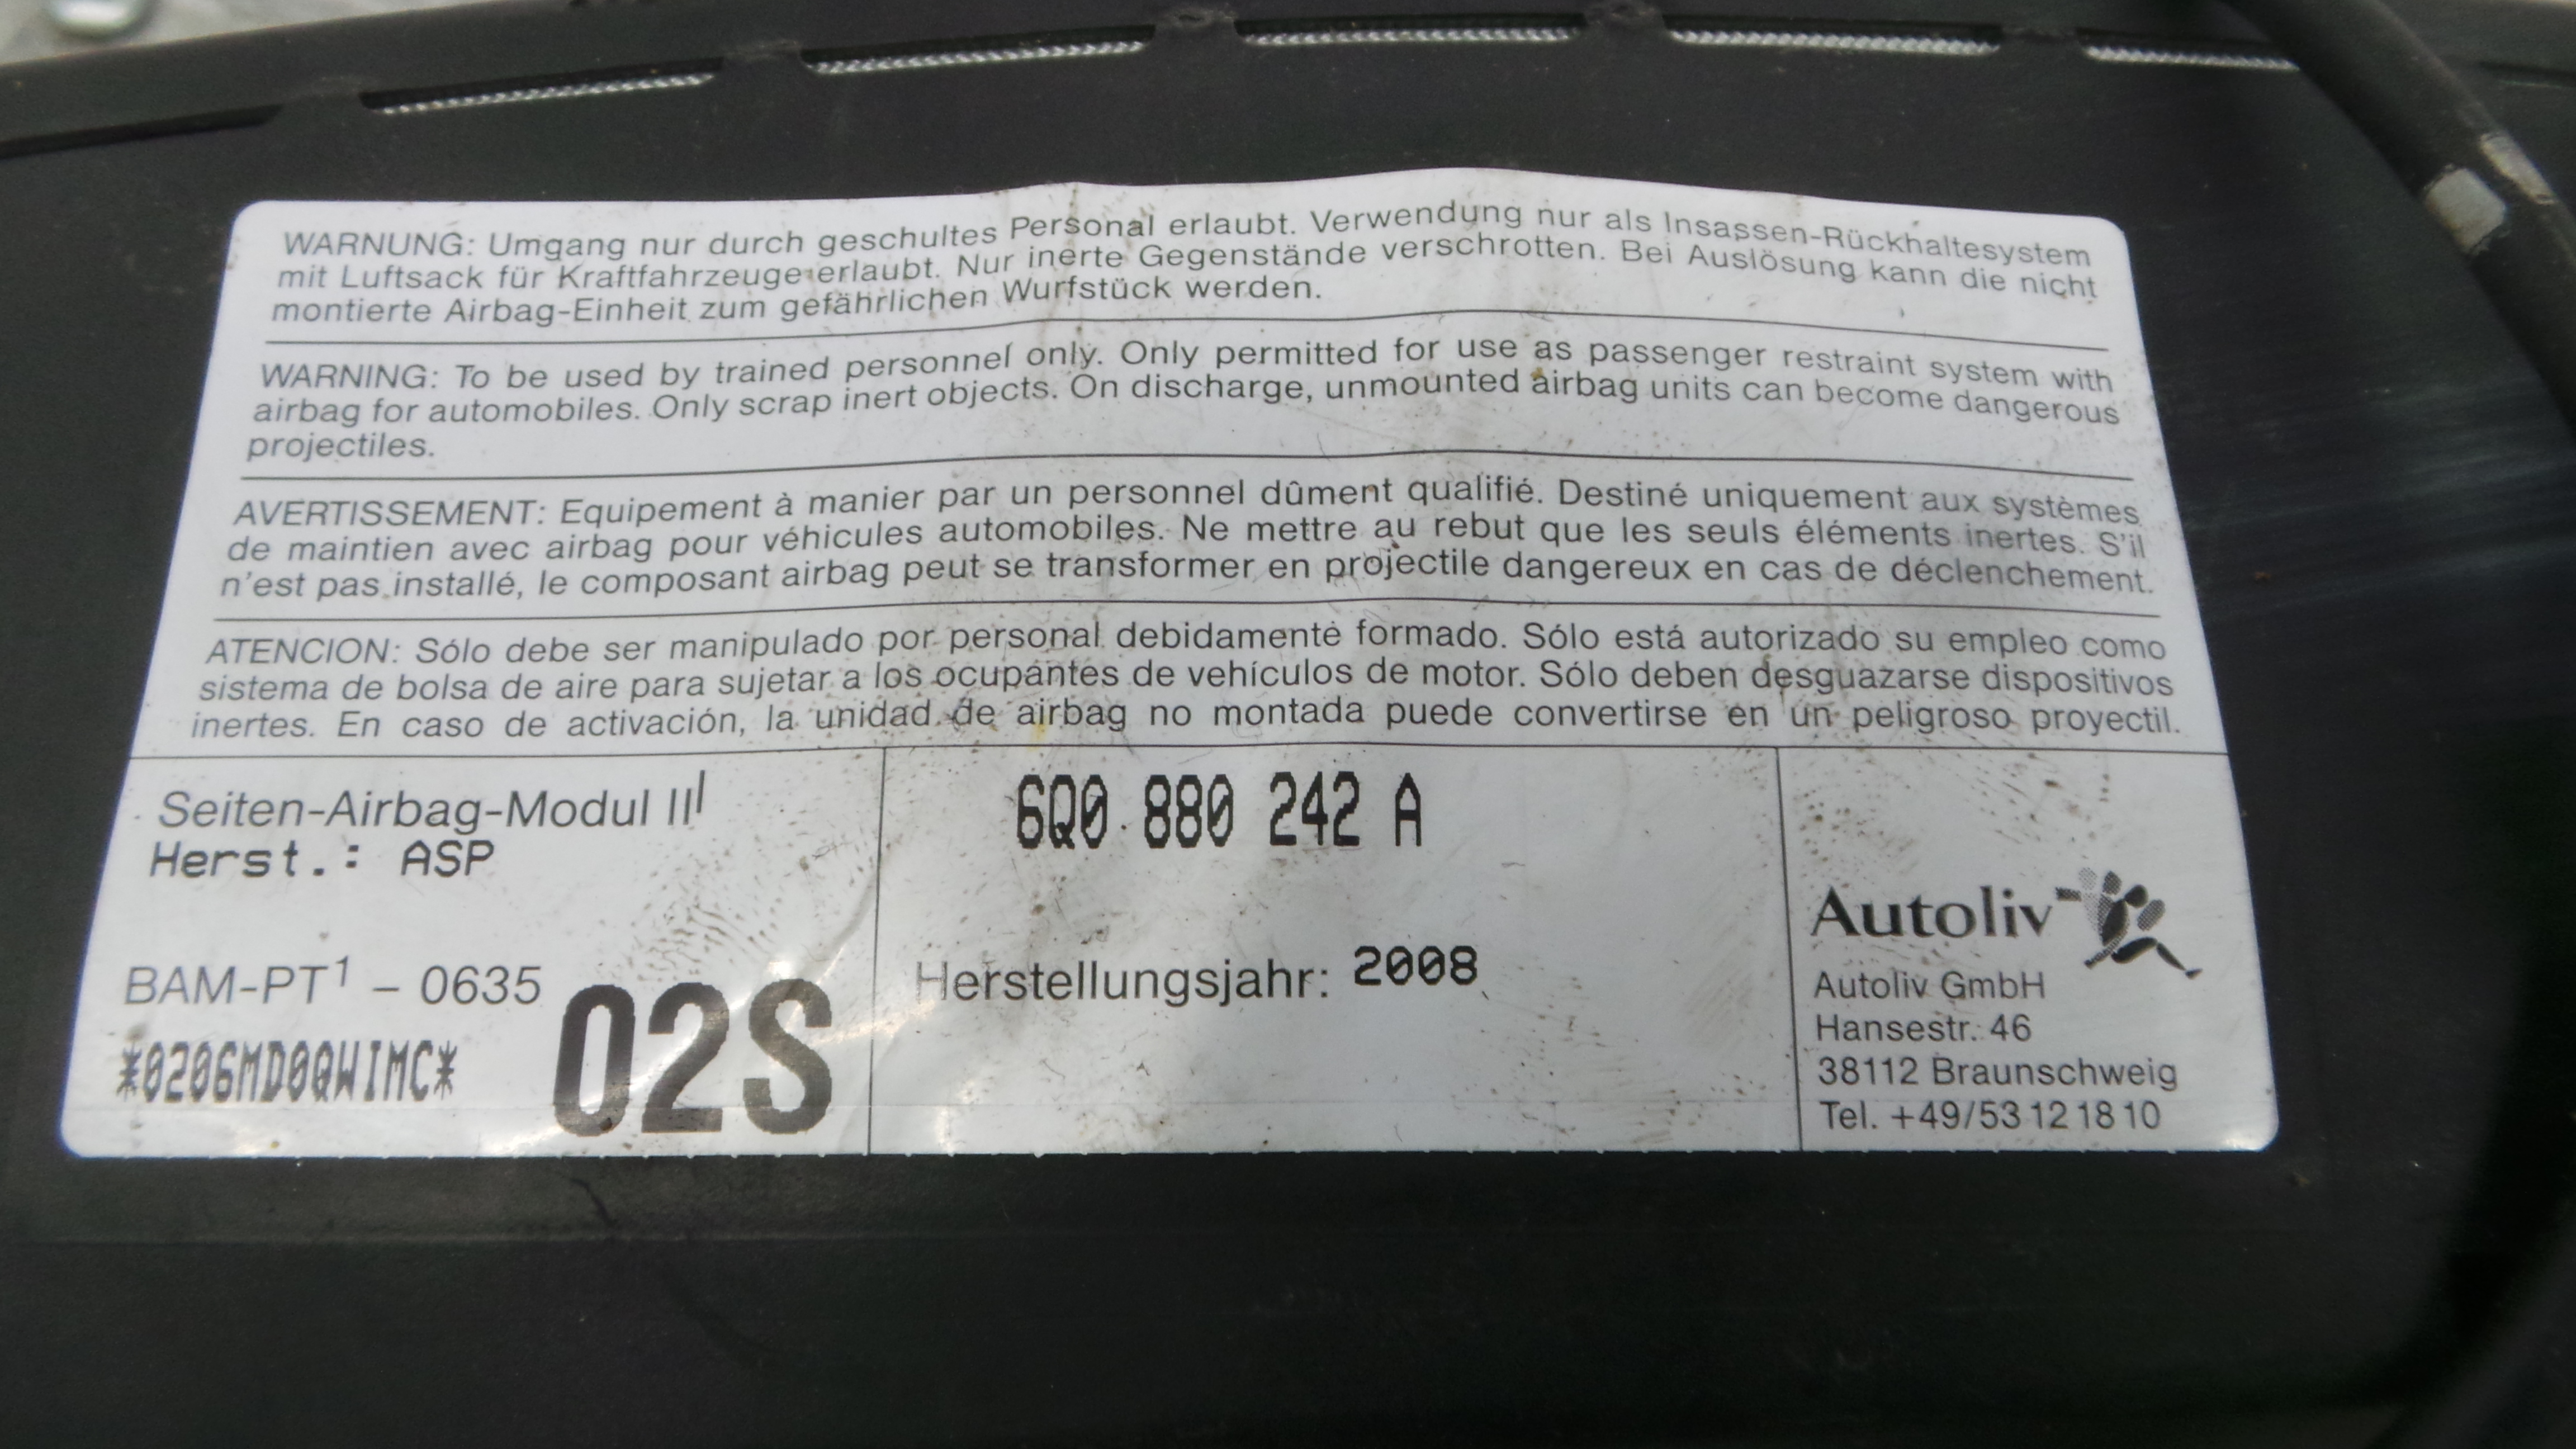 WARNUNG: Umgang nur durch geschultes Personal erlaubt. Verwendung nur als Insassen-Rückhaltesystem
mit Luftsack für Kraftfahrzeuge erlaubt. Nur inerte Gegenstände verschrotten. Bei Auslösung kann die nicht
montierte Airbag-Einheit zum gefährlichen Wurfstück werden.
WARNING: To be used by trained personnel only. Only permitted for use as passenger restraint system with
airbag for automobiles. Only scrap inert objects. On discharge, unmounted airbag units can become dangerous
projectiles.
AVERTISSEMENT: Equipement à manier par un personnel dûment qualifié. Destiné uniquement aux systèmes
de maintien avec airbag pour véhicules automobiles. Ne mettre au rebut que les seuls éléments inertes. S'il
n'est pas installé, le composant airbag peut se transformer en projectile dangereux en cas de déclenchement.
ATENCION: Sólo debe ser manipulado por personal debidamente formado. Sólo está autorizado su empleo como
sistema de bolsa de aire para sujetar a los ocupantes de vehículos de motor. Sólo deben desguazarse dispositivos
inertes. En caso de activación, la unidad de airbag no montada puede convertirse en un peligroso proyectil.
Seiten-Airbag-Modul III
Herst.: ASP
BAM-PT1 - 0635
*0206MD0QWIMC*
02S
6Q0 880 242 A
Herstellungsjahr: 2008
Autoliv
Autoliv GmbH
Hansestr. 46
38112 Braunschweig
Tel. +49/53 12 18 10